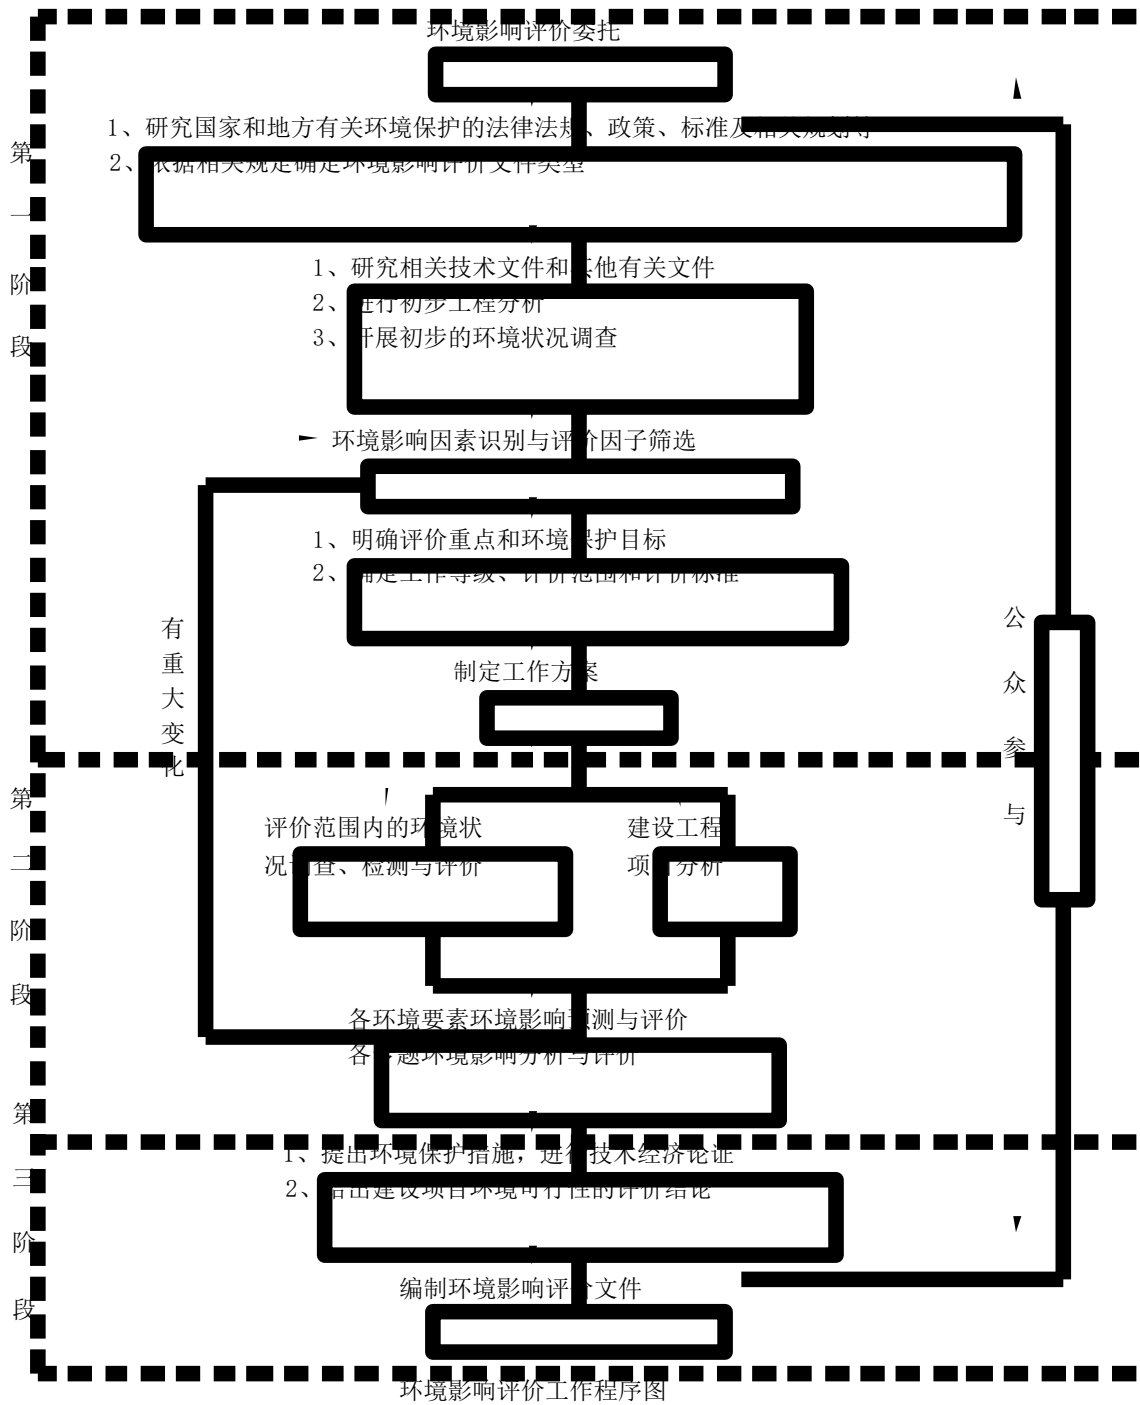 环境影响评价委托
1、研究国家和地方有关环境保护的法律法规、政策、标准及相关规划等
2、依据相关规定确定环境影响评价文件类型
第
一
阶
段
1、研究相关技术文件和其他有关文件
2、进行初步工程分析
3、开展初步的环境状况调查
环境影响因素识别与评价因子筛选
1、明确评价重点和环境保护目标
2、确定工作等级、评价范围和评价标准
有
重
大
变
化
公
众
参
与
制定工作方案
第
二
阶
段
评价范围内的环境状
况调查、检测与评价
建设工程
项目分析
各环境要素环境影响预测与评价
各专题环境影响分析与评价
第
三
阶
段
1、提出环境保护措施，进行技术经济论证
2、给出建设项目环境可行性的评价结论
编制环境影响评价文件
环境影响评价工作程序图